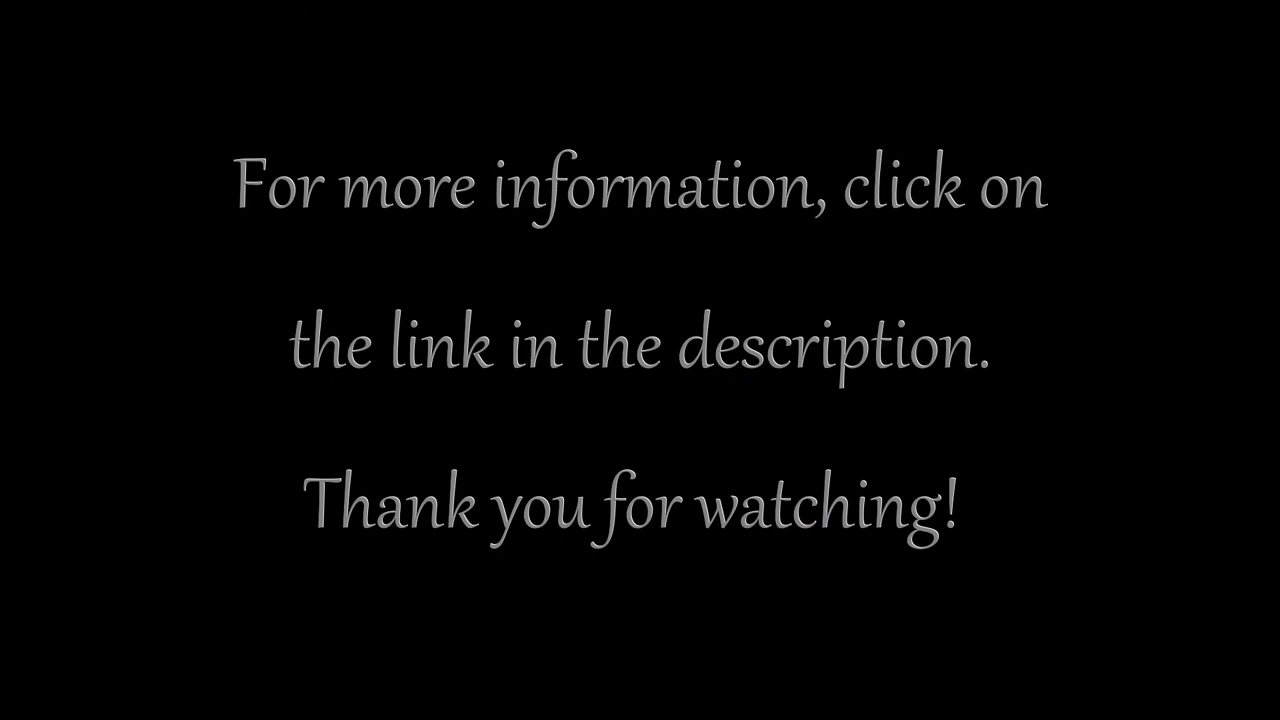 For more information, click on
the link in the description.
Thank you for watching!